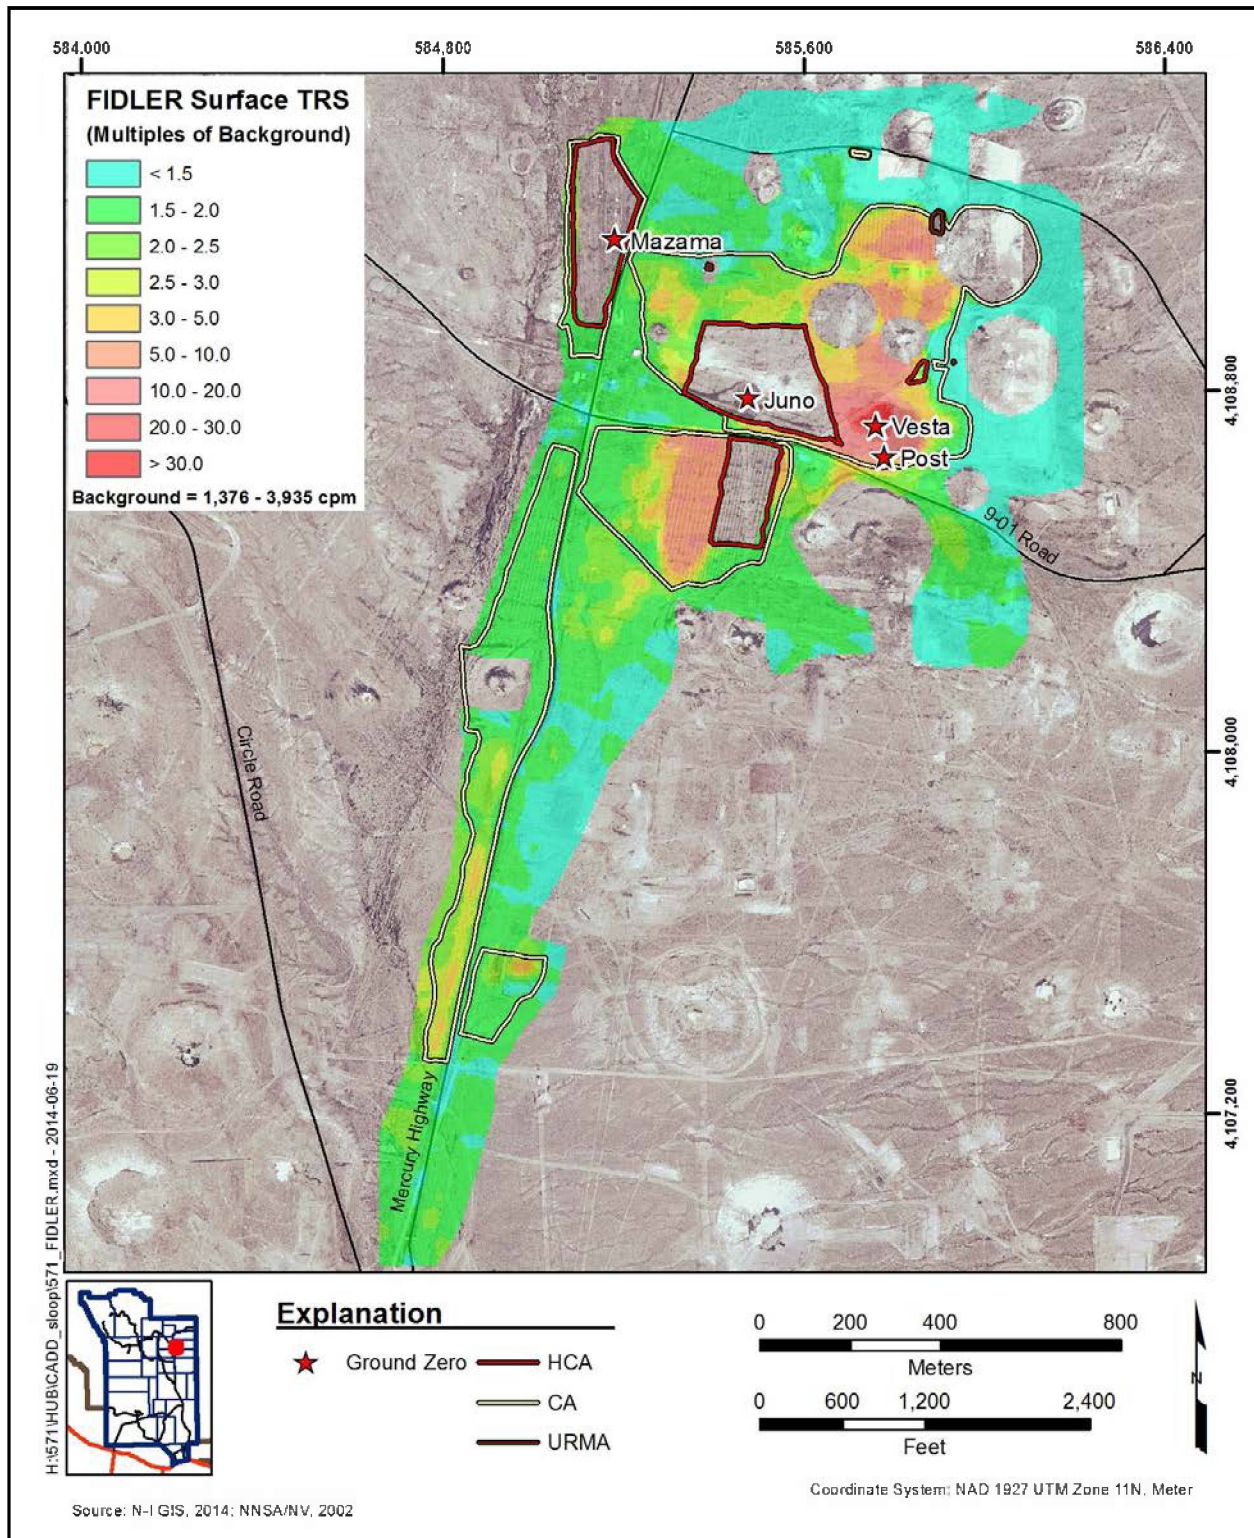 584,000
584,800
585,600
586,400
FIDLER Surface TRS
(Multiples of Background)
< 1.5
1.5 - 2.0
2.0 - 2.5
2.5 - 3.0
3.0 - 5.0
5.0 - 10.0
10.0 - 20.0
20.0 - 30.0
> 30.0
Background = 1,376 - 3,935 cpm
Mazama
Juno
Vesta
Post
9-01 Road
Circle Road
Mercury Highway
4,108,800
4,108,000
4,107,200
H:\571\HUB\CADD_sloop\571_FIDLER.mxd - 2014-06-19
Explanation
Ground Zero
HCA
CA
URMA
0 200 400 800
Meters
0 600 1,200 2,400
Feet
N
Source: N-I GIS, 2014; NNSA/NV, 2002
Coordinate System: NAD 1927 UTM Zone 11N, Meter